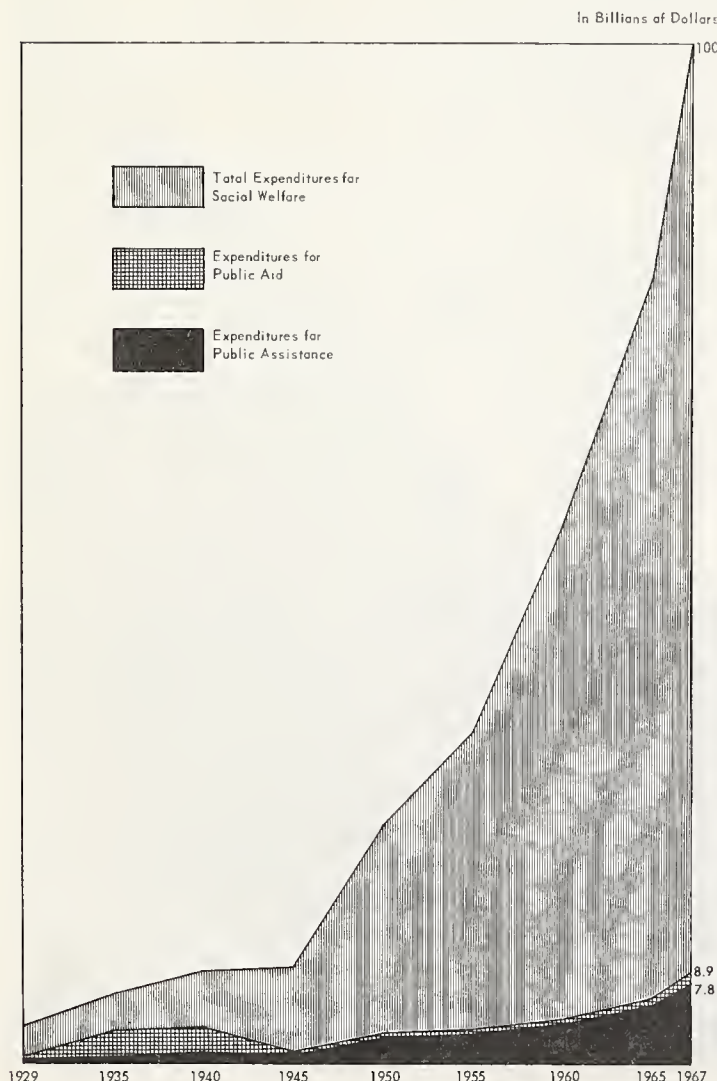 In Billions of Dollars
100
Total Expenditures for
Social Welfare
Expenditures for
Public Aid
Expenditures for
Public Assistance
8.9
7.8
1929 1935 1940 1945 1950 1955 1960 1965 1967